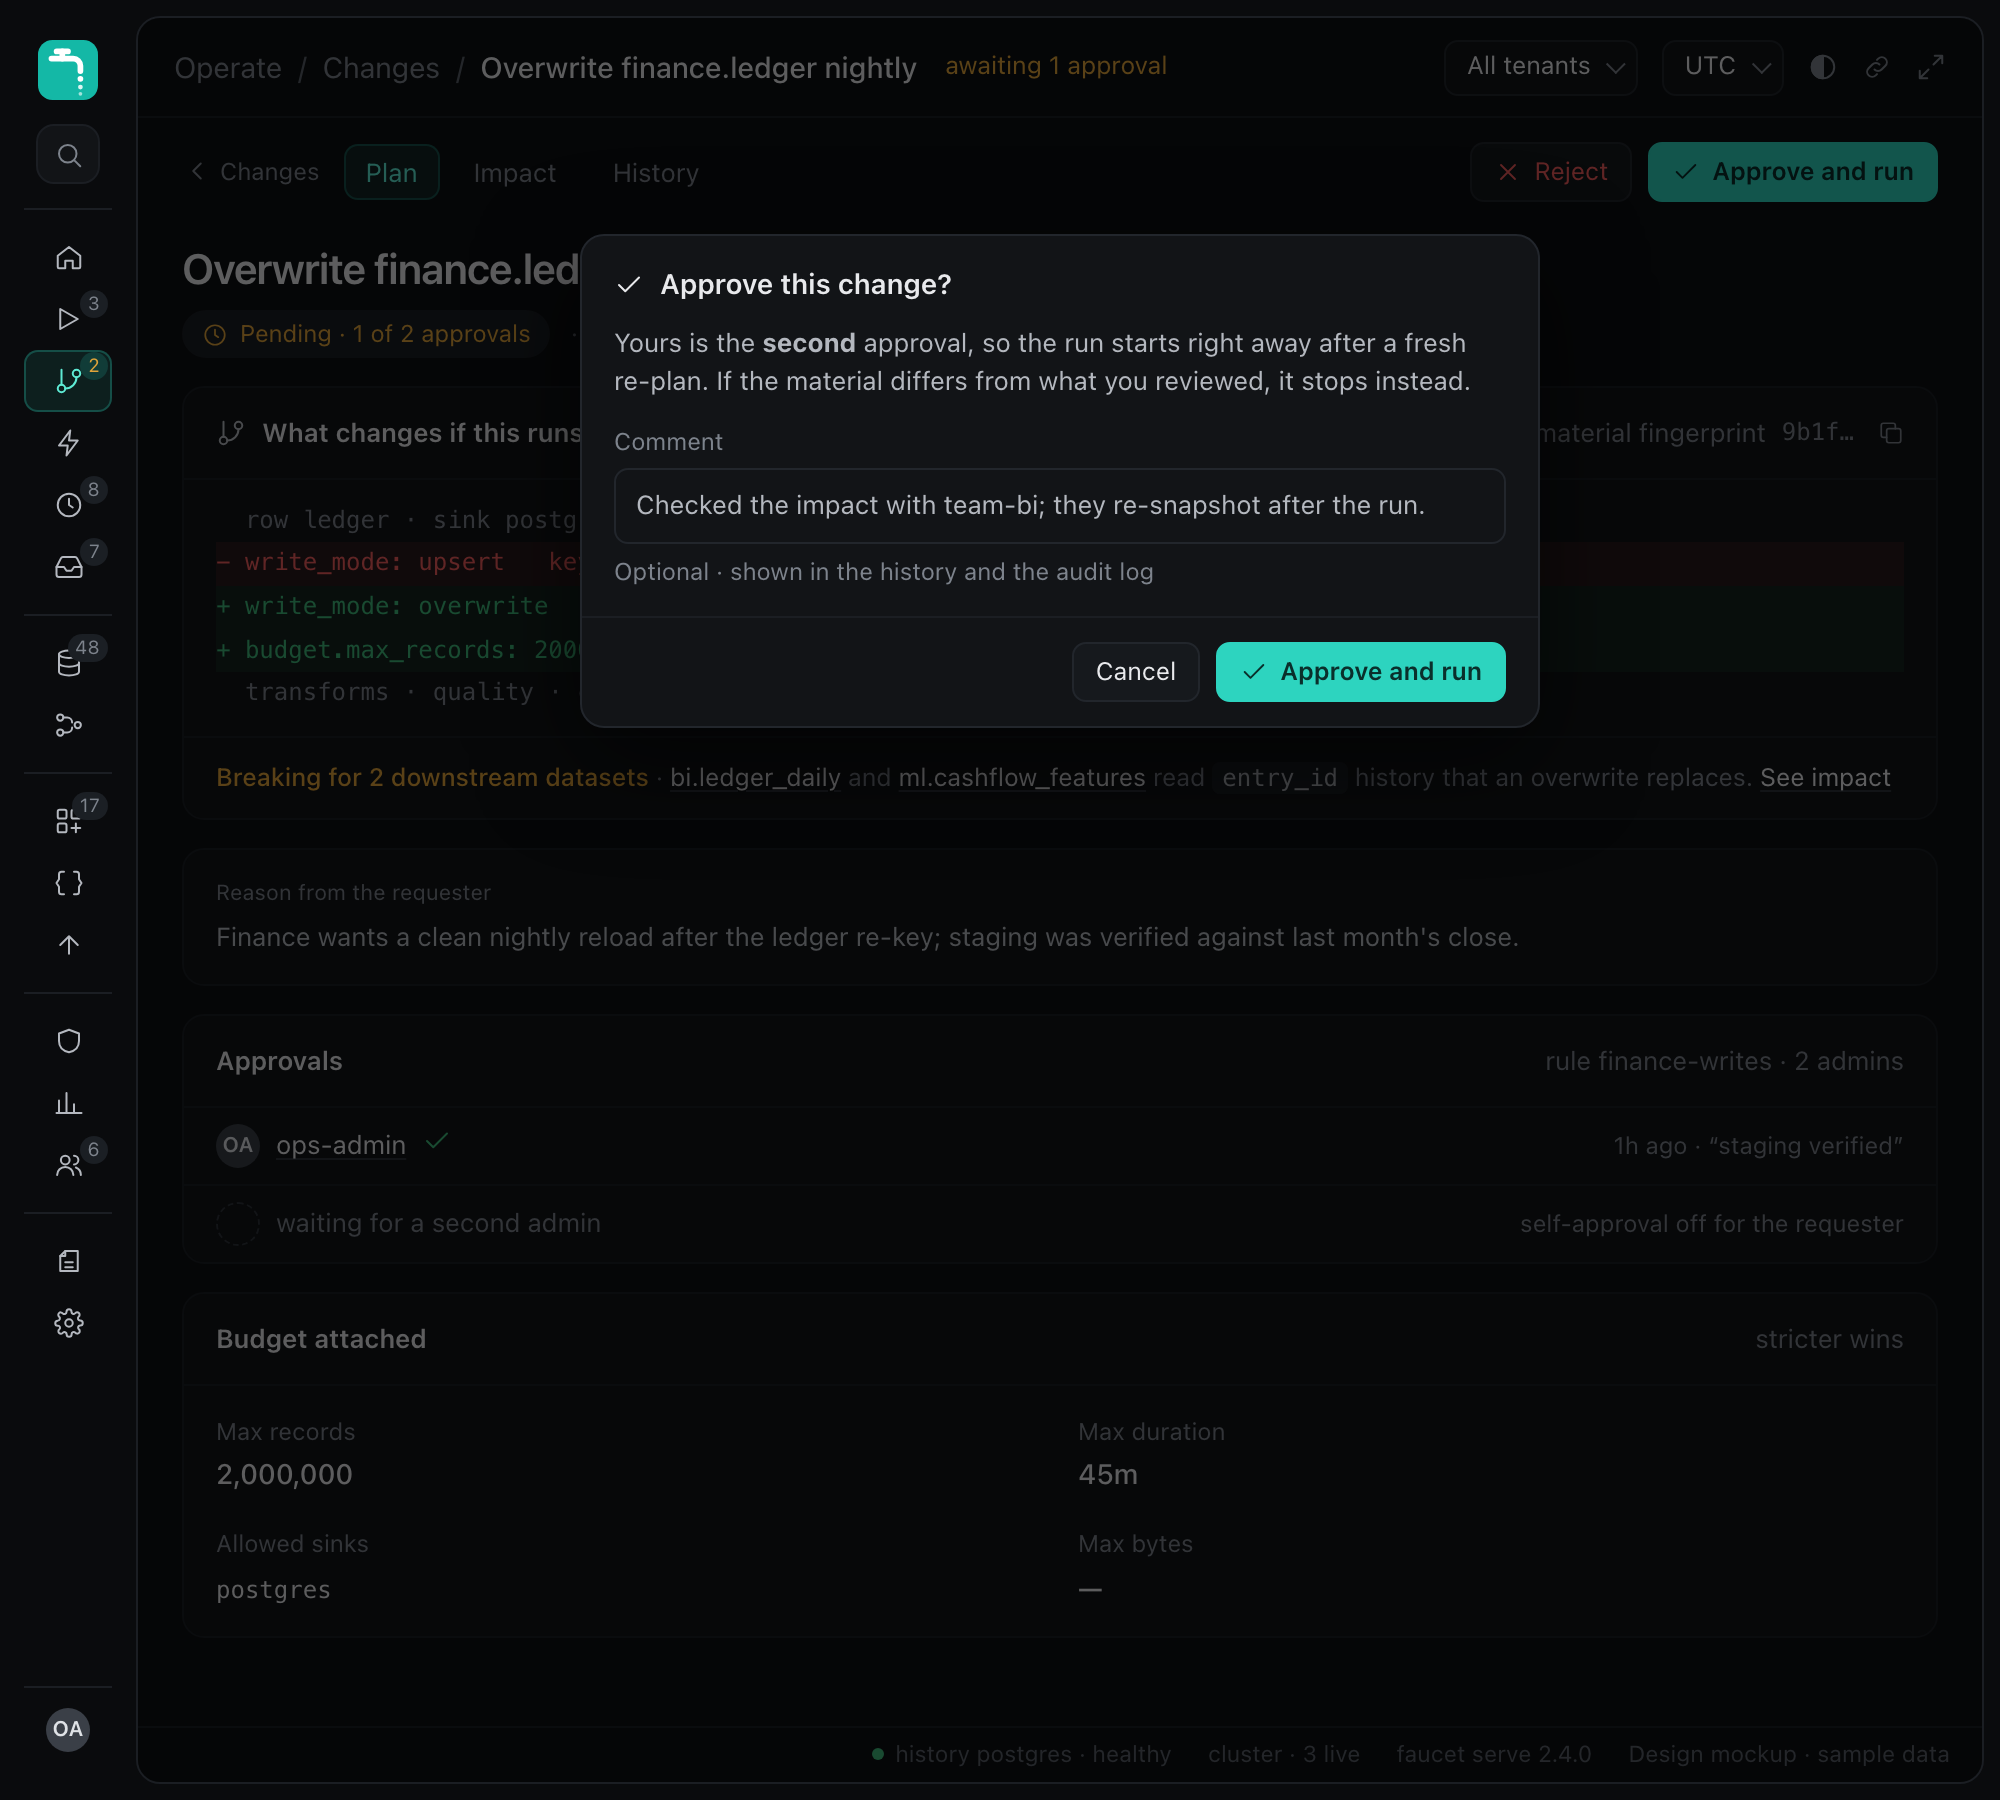 Operate / Changes / Overwrite finance.ledger nightly awaiting 1 approval All tenants UTC
Changes Plan Impact History Reject Approve and run
3
2
8
7
48
17
6
OA
Overwrite finance.led
Pending · 1 of 2 approvals ·
What changes if this runs material fingerprint 9b1f…
row ledger · sink postg
− write_mode: upsert key
+ write_mode: overwrite
+ budget.max_records: 200
transforms · quality ·
Approve this change?
Yours is the second approval, so the run starts right away after a fresh
re-plan. If the material differs from what you reviewed, it stops instead.
Comment
Checked the impact with team-bi; they re-snapshot after the run.
Optional · shown in the history and the audit log
Cancel Approve and run
Breaking for 2 downstream datasets · bi.ledger_daily and ml.cashflow_features read entry_id history that an overwrite replaces. See impact
Reason from the requester
Finance wants a clean nightly reload after the ledger re-key; staging was verified against last month's close.
Approvals rule finance-writes · 2 admins
OA ops-admin 1h ago · “staging verified”
waiting for a second admin self-approval off for the requester
Budget attached stricter wins
Max records Max duration
2,000,000 45m
Allowed sinks Max bytes
postgres —
history postgres · healthy cluster · 3 live faucet serve 2.4.0 Design mockup · sample data